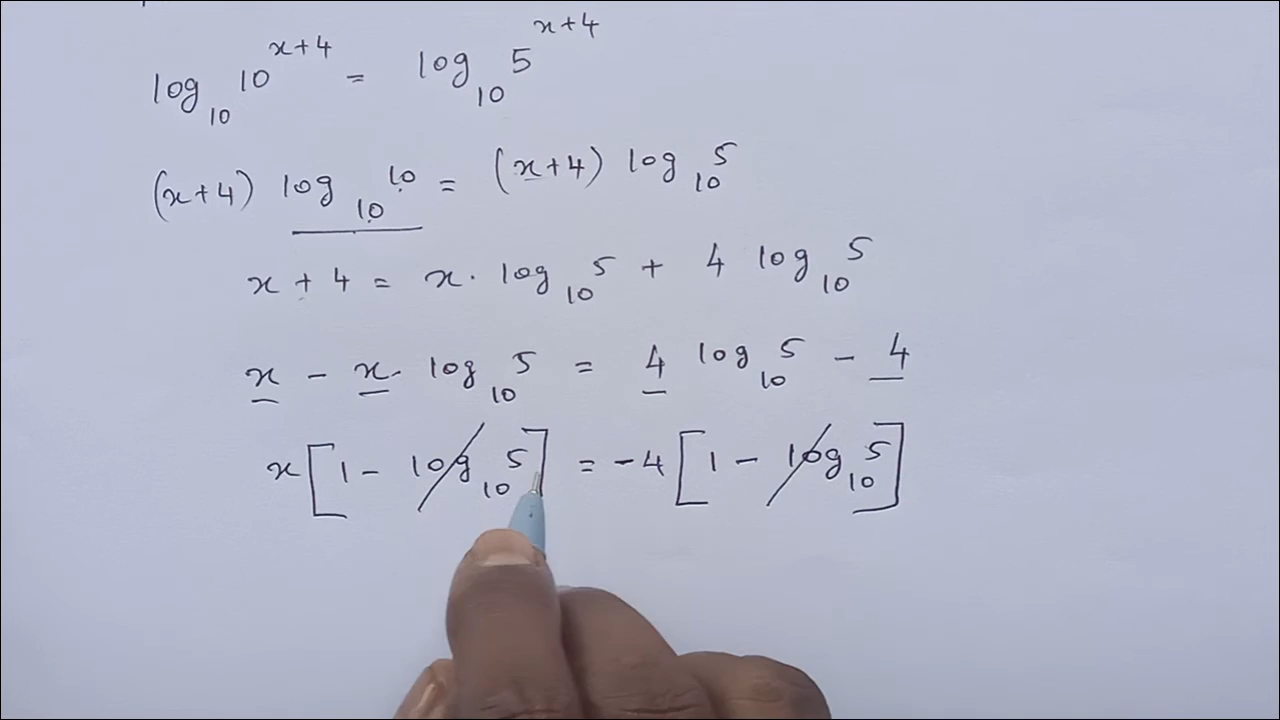 log₁₀ 10^(x+4) = log₁₀ 5^(x+4)
(x+4) log₁₀ 10 = (x+4) log₁₀ 5
x + 4 = x · log₁₀ 5 + 4 log₁₀ 5
x - x · log₁₀ 5 = 4 log₁₀ 5 - 4
x [1 - log₁₀ 5] = -4 [1 - log₁₀ 5]